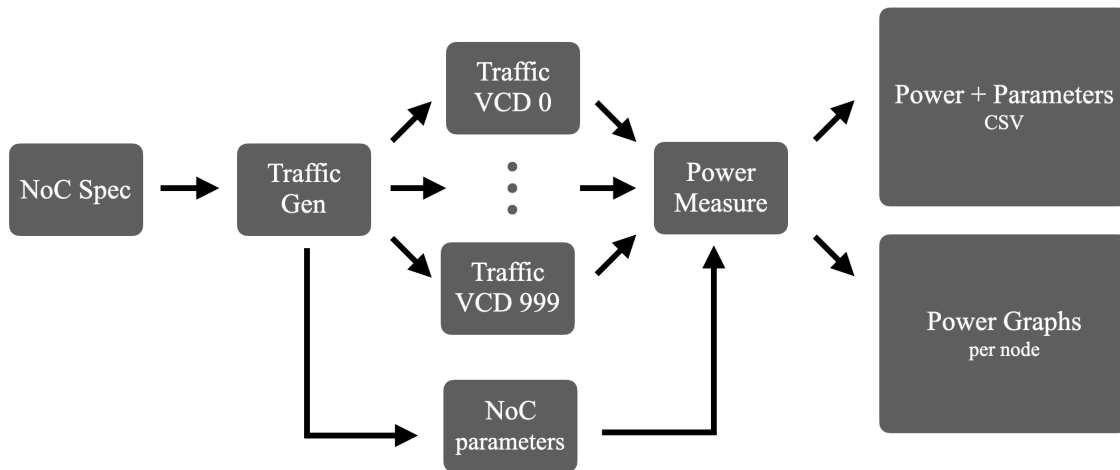 NoC Spec
Traffic
Gen
Traffic
VCD 0
Traffic
VCD 999
NoC
parameters
Power
Measure
Power + Parameters
CSV
Power Graphs
per node